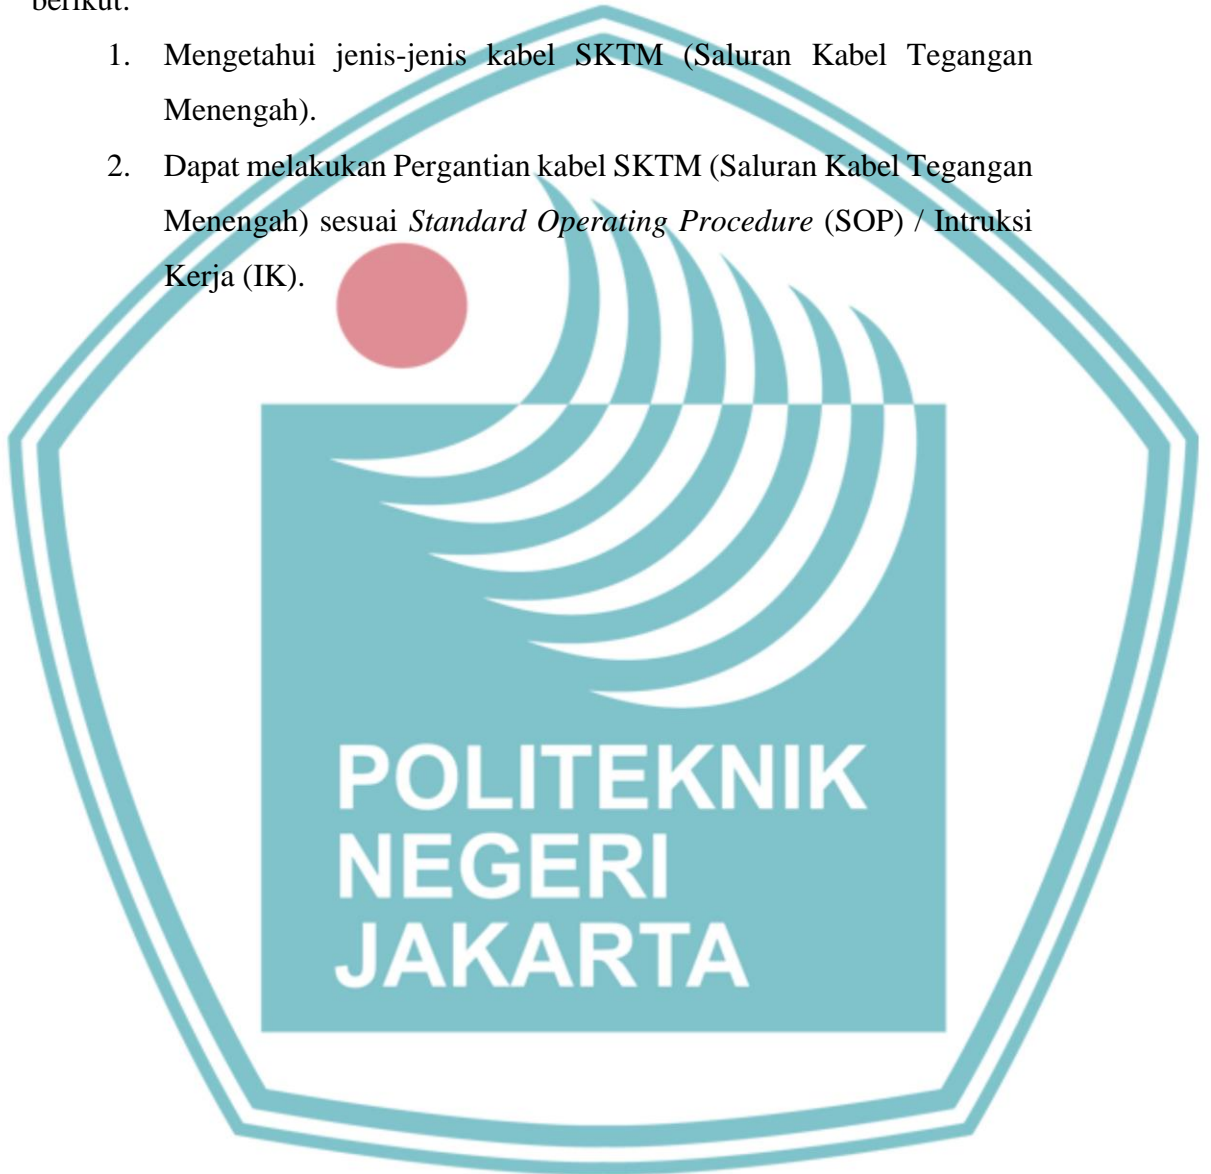 berikut:
1. Mengetahui jenis-jenis kabel SKTM (Saluran Kabel Tegangan
Menengah).
2. Dapat melakukan Pergantian kabel SKTM (Saluran Kabel Tegangan
Menengah) sesuai Standard Operating Procedure (SOP) / Intruksi
Kerja (IK).
POLITEKNIK
NEGERI
JAKARTA